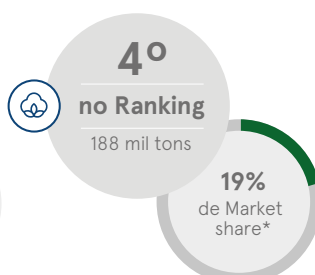 4º
no Ranking
188 mil tons
19%
de Market
share*